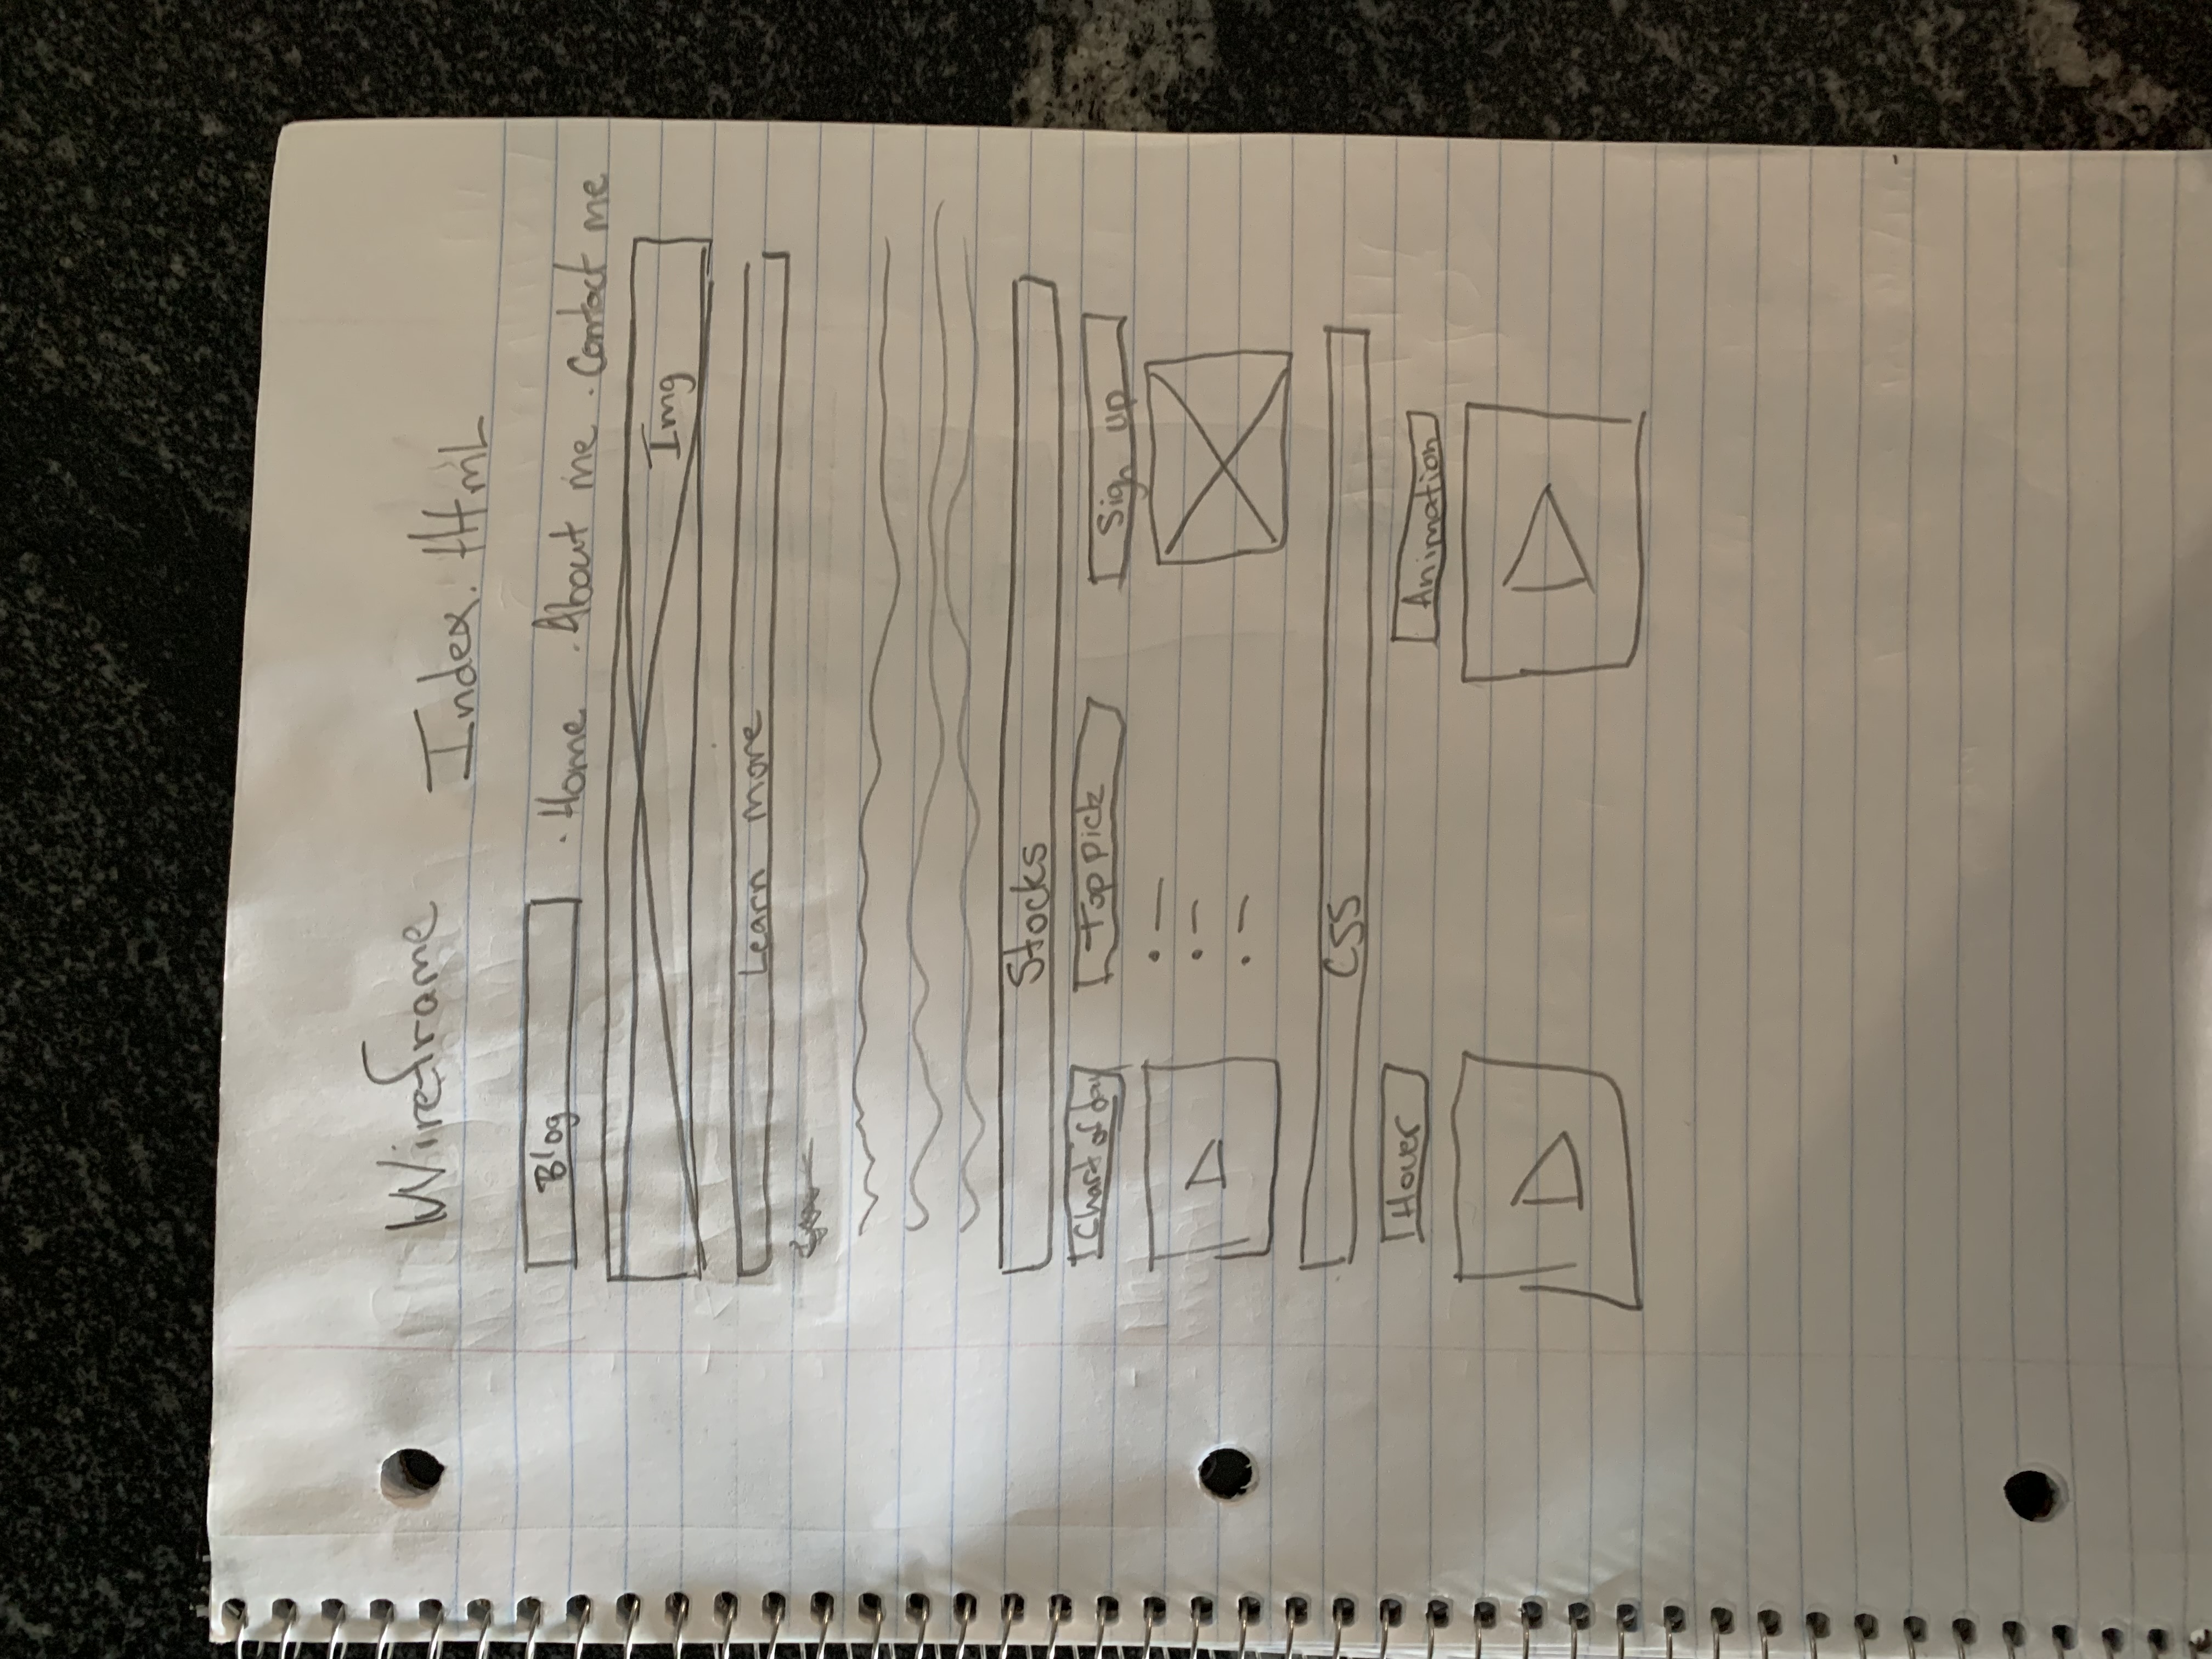 Wireframe Index.HtmL
Blog · Home · About me · Contact me
Img
Learn more
Stocks
Chart of day Top pick Sign up
CSS
Hover Animation